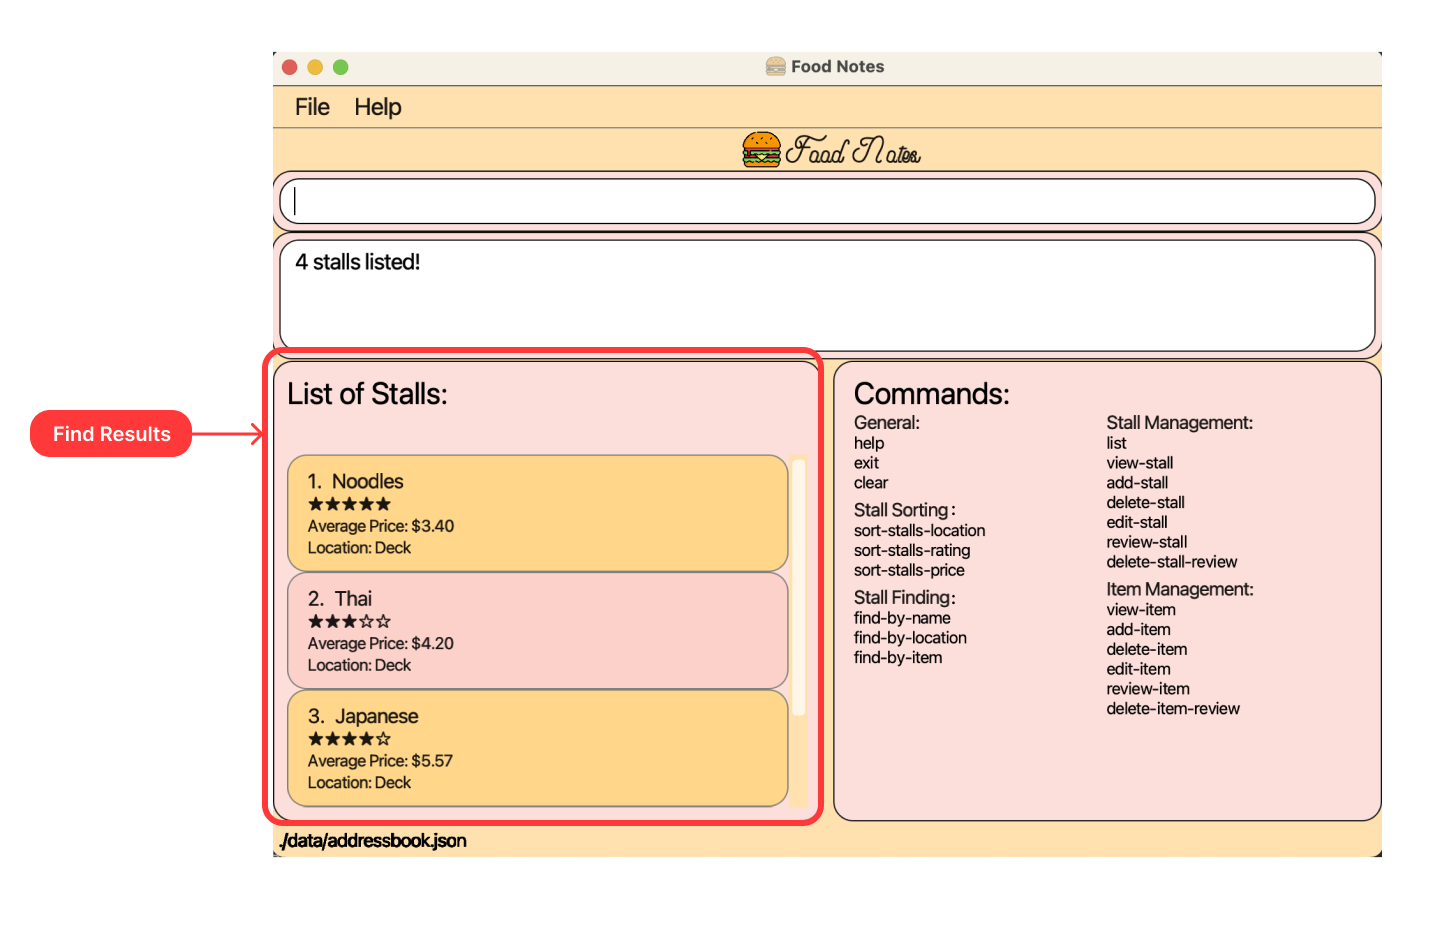 Food Notes
File Help
Food Notes
4 stalls listed!
Find Results
List of Stalls:
1. Noodles
★★★★★
Average Price: $3.40
Location: Deck
2. Thai
★★★☆☆
Average Price: $4.20
Location: Deck
3. Japanese
★★★★☆
Average Price: $5.57
Location: Deck
Commands:
General:
help
exit
clear
Stall Sorting:
sort-stalls-location
sort-stalls-rating
sort-stalls-price
Stall Finding:
find-by-name
find-by-location
find-by-item
Stall Management:
list
view-stall
add-stall
delete-stall
edit-stall
review-stall
delete-stall-review
Item Management:
view-item
add-item
delete-item
edit-item
review-item
delete-item-review
./data/addressbook.json